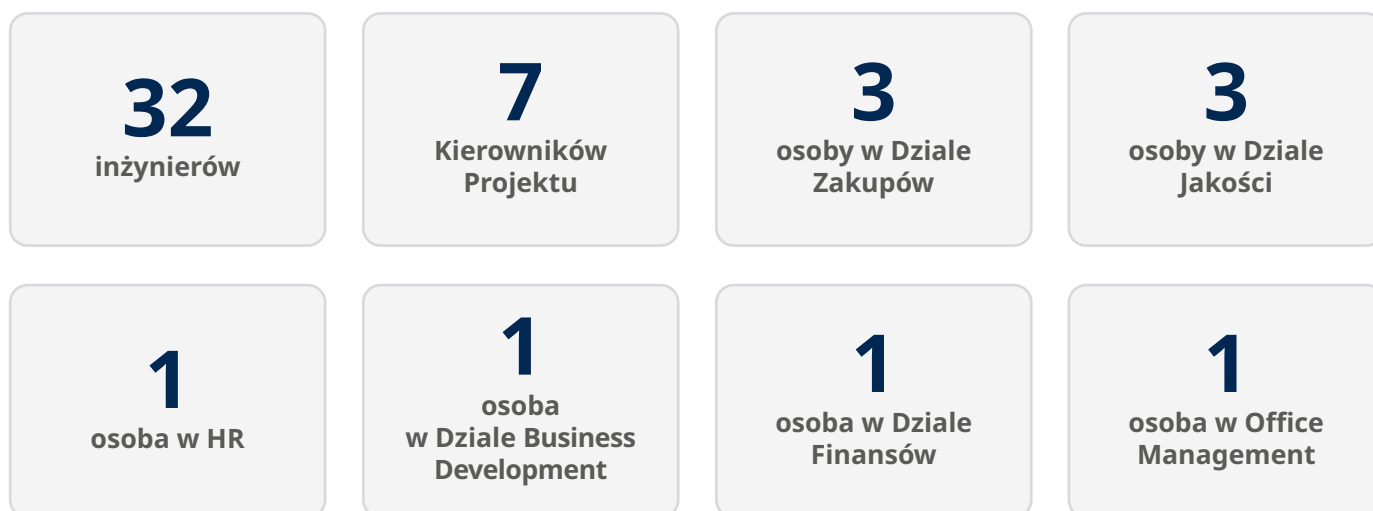 32
inżynierów
7
Kierowników
Projektu
3
osoby w Dziale
Zakupów
3
osoby w Dziale
Jakości
1
osoba w HR
1
osoba
w Dziale Business
Development
1
osoba w Dziale
Finansów
1
osoba w Office
Management